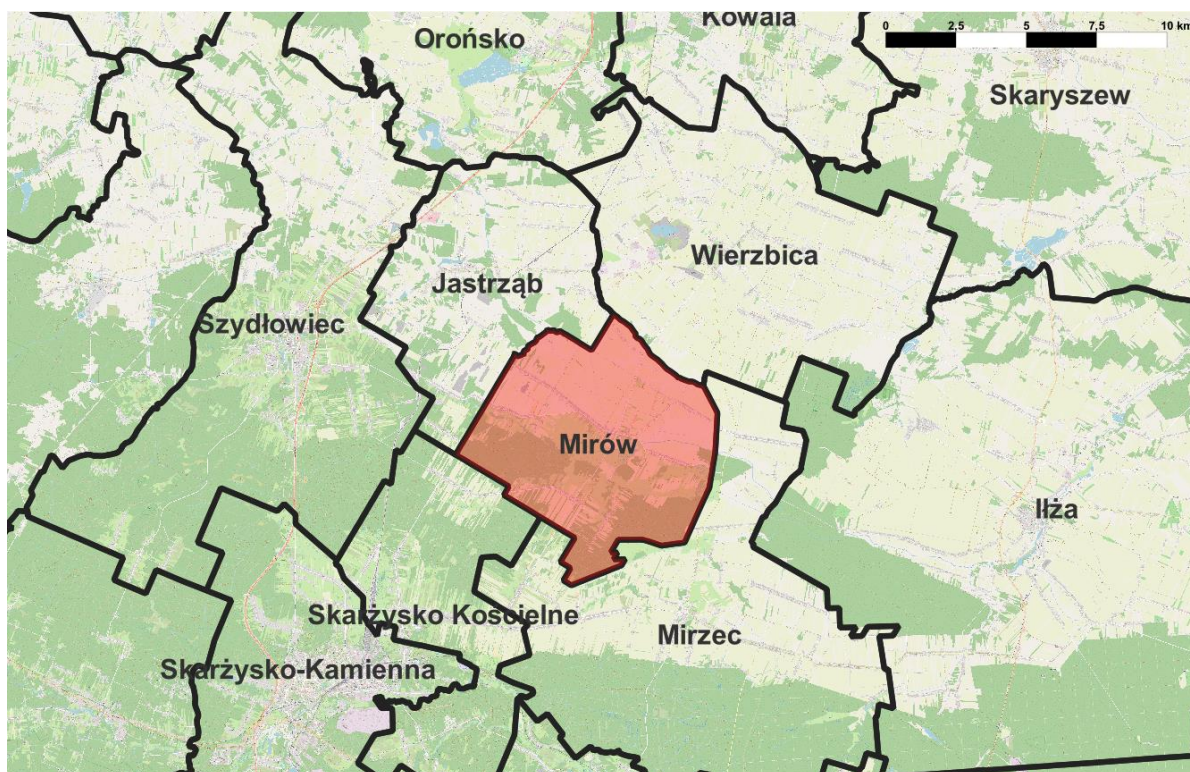 Kowala
0 2,5 5 7,5 10 km
Orońsko
Skaryszew
Wierzbica
Jastrząb
Szydłowiec
Mirów
Iłża
Skarżysko Kościelne
Mirzec
Skarżysko-Kamienna